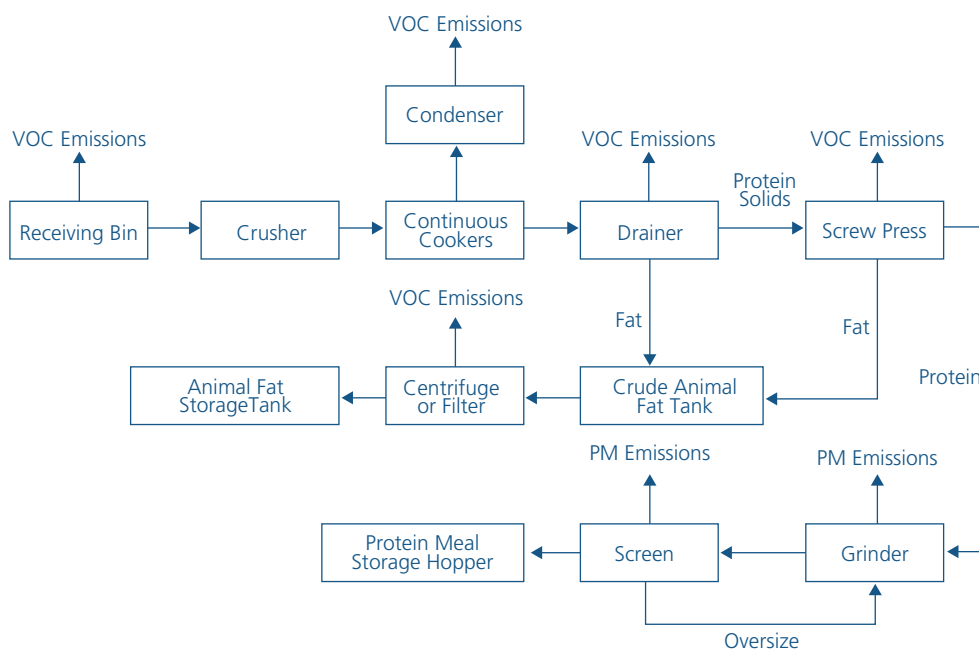 VOC Emissions
Condenser
VOC Emissions
VOC Emissions
VOC Emissions
Protein
Solids
Receiving Bin
Crusher
Continuous
Cookers
Drainer
Screw Press
VOC Emissions
Fat
Fat
Animal Fat
StorageTank
Centrifuge
or Filter
Crude Animal
Fat Tank
Protein
PM Emissions
PM Emissions
Protein Meal
Storage Hopper
Screen
Grinder
Oversize